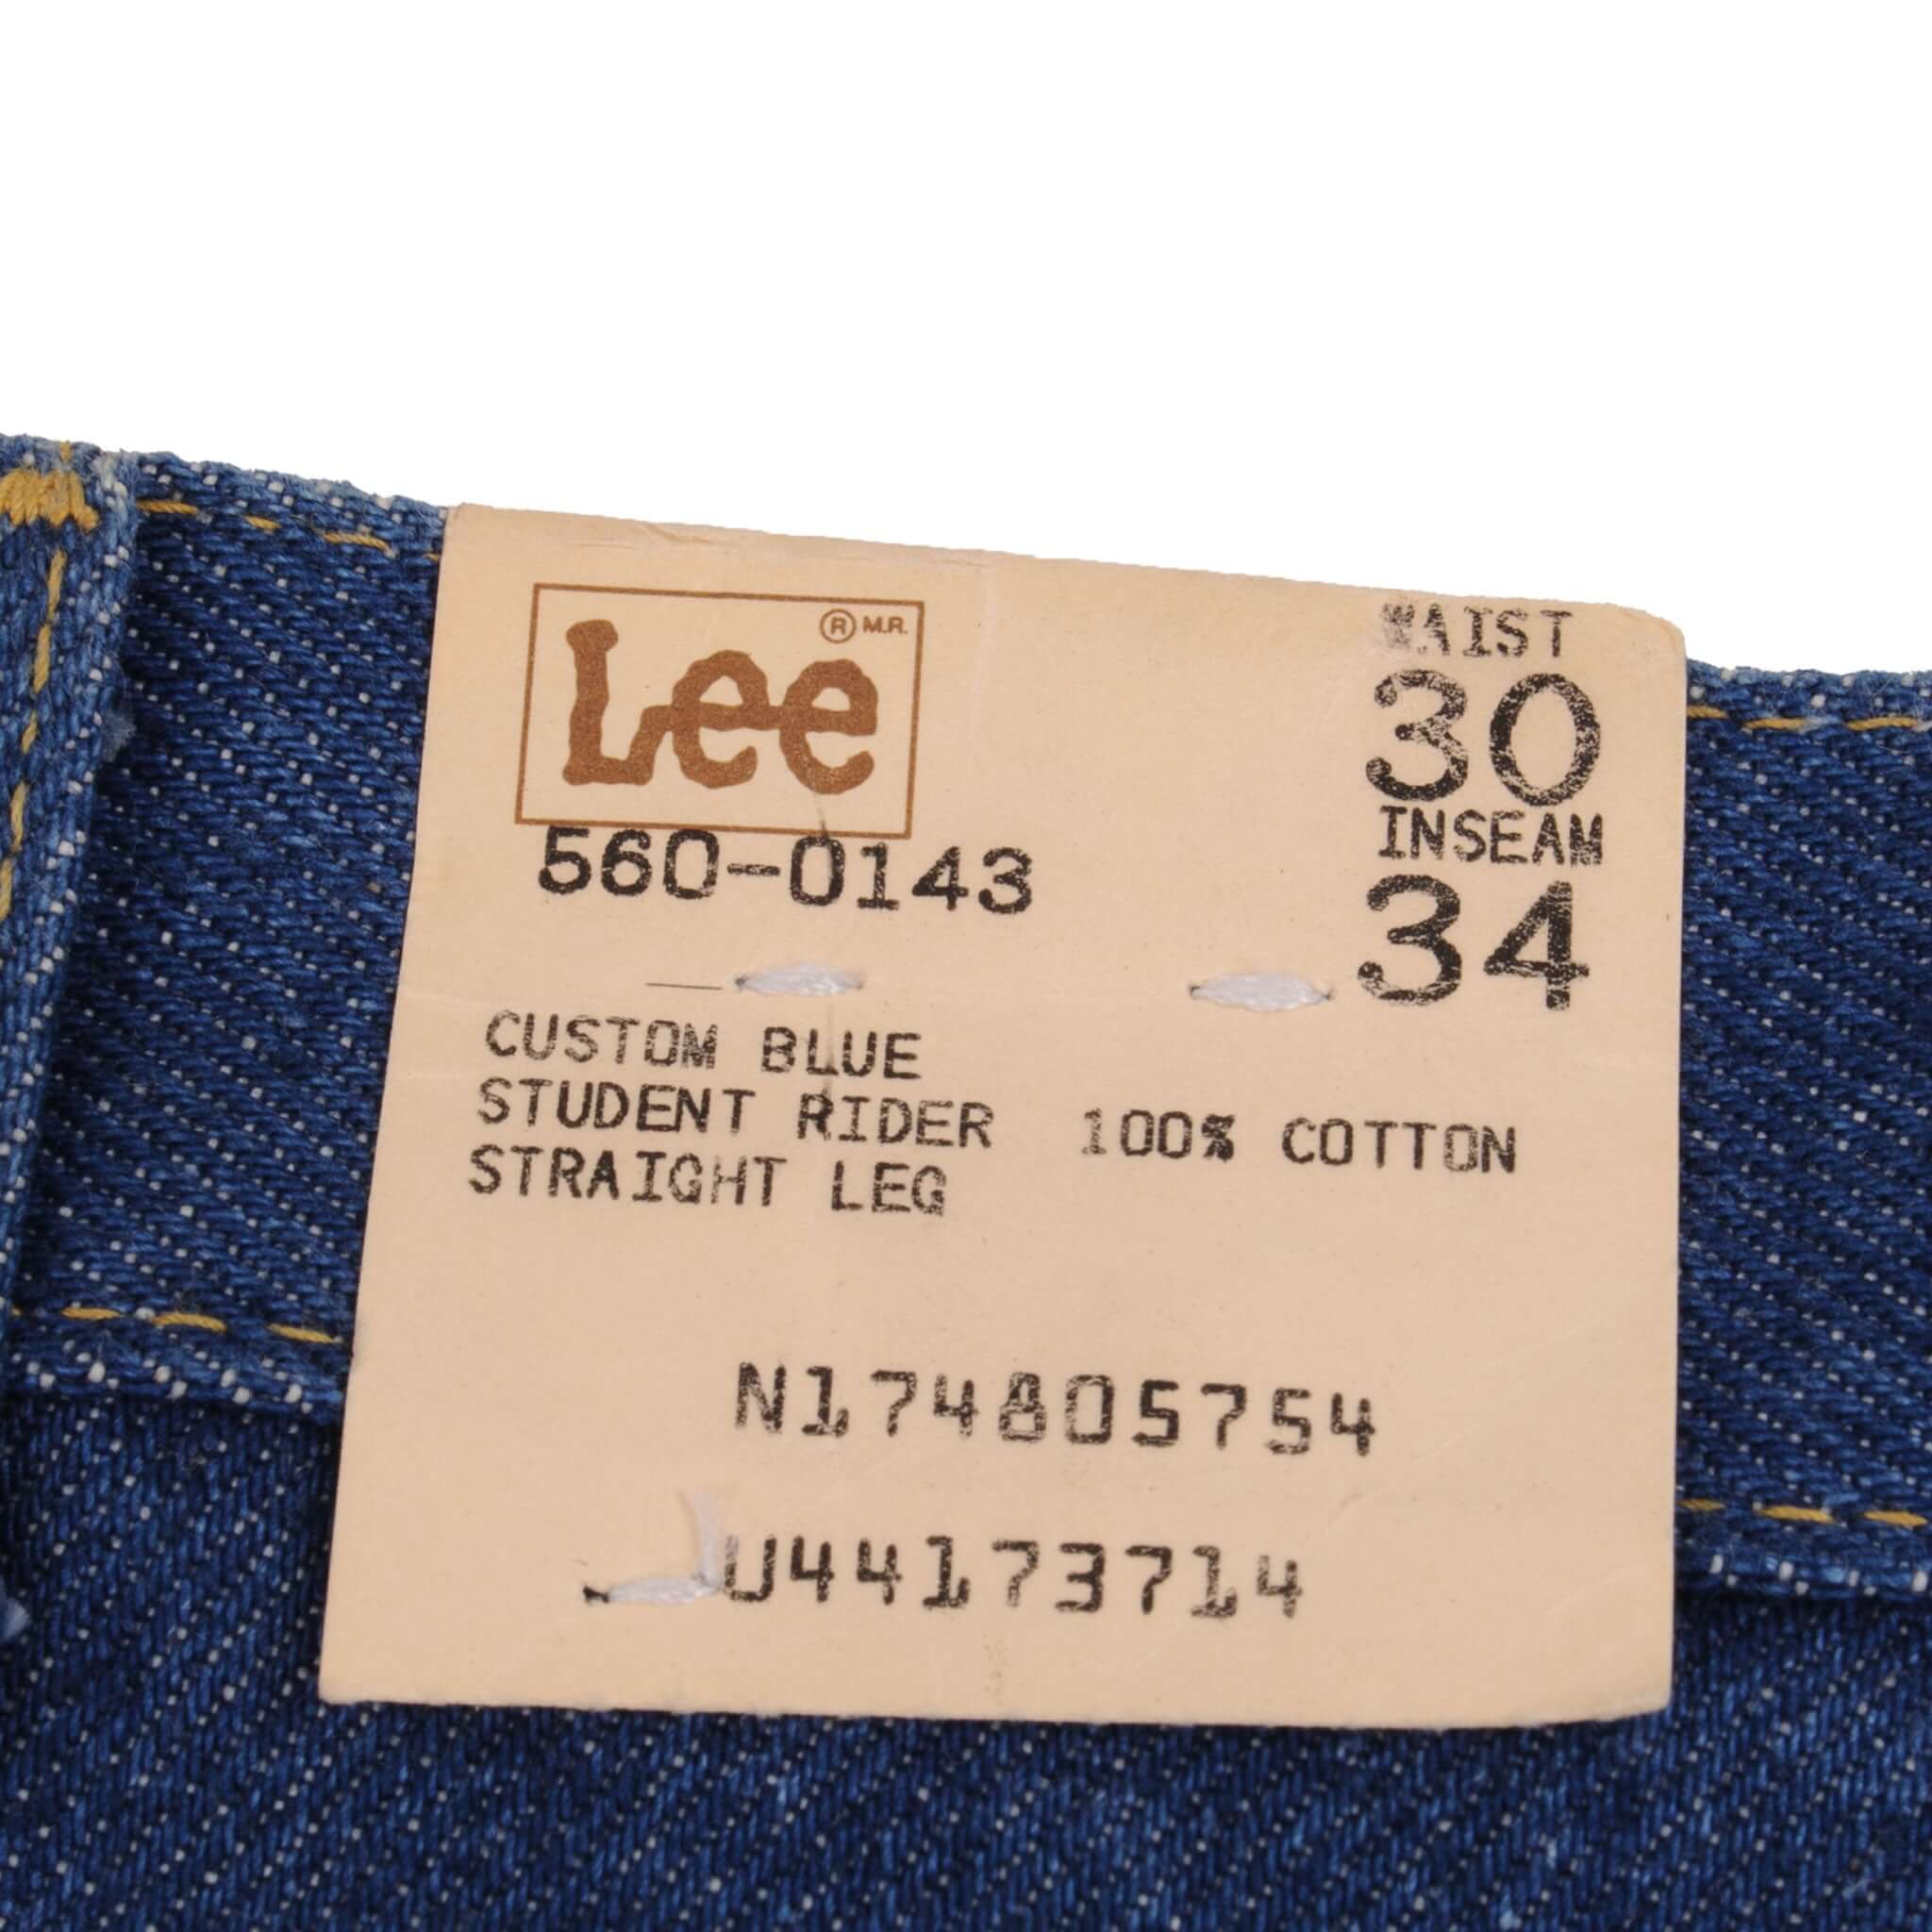 Lee ® M.R.
WAIST
30
INSEAM
34
560-0143
CUSTOM BLUE
STUDENT RIDER 100% COTTON
STRAIGHT LEG
N174805754
U44173714